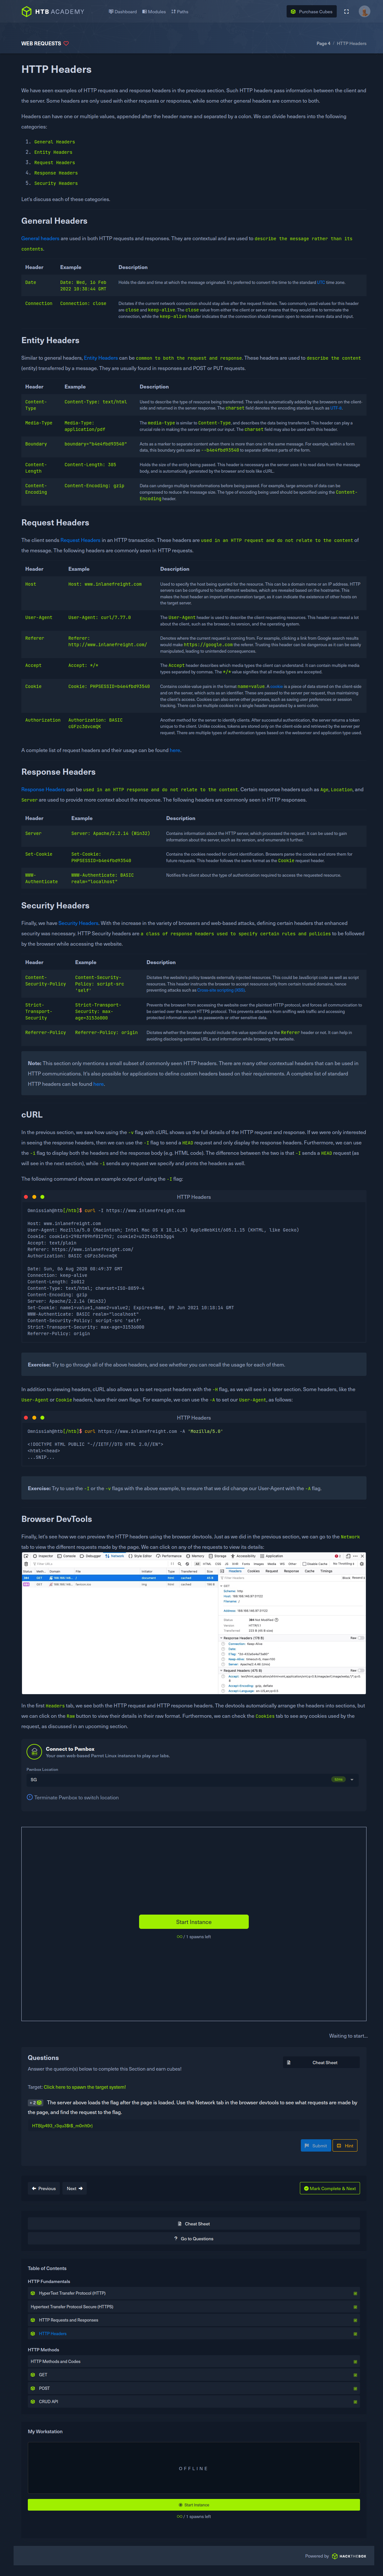 HTB ACADEMY
Dashboard
Modules
Paths
Purchase Cubes
WEB REQUESTS
Page 4 / HTTP Headers
HTTP Headers
We have seen examples of HTTP requests and response headers in the previous section. Such HTTP headers pass information between the client and
the server. Some headers are only used with either requests or responses, while some other general headers are common to both.
Headers can have one or multiple values, appended after the header name and separated by a colon. We can divide headers into the following
categories:
1. General Headers
2. Entity Headers
3. Request Headers
4. Response Headers
5. Security Headers
Let's discuss each of these categories.
General Headers
General headers are used in both HTTP requests and responses. They are contextual and are used to describe the message rather than its
contents.
Header Example Description
Date Date: Wed, 16 Feb 2022 10:38:44 GMT Holds the date and time at which the message originated. It's preferred to convert the time to the standard UTC time zone.
Connection Connection: close Dictates if the current network connection should stay alive after the request finishes. Two commonly used values for this header
are close and keep-alive. The close value from either the client or server means that they would like to terminate the
connection, while the keep-alive header indicates that the connection should remain open to receive more data and input.
Entity Headers
Similar to general headers, Entity Headers can be common to both the request and response. These headers are used to describe the content
(entity) transferred by a message. They are usually found in responses and POST or PUT requests.
Header Example Description
Content-Type Content-Type: text/html Used to describe the type of resource being transferred. The value is automatically added by the browsers on the client-
side and returned in the server response. The charset field denotes the encoding standard, such as UTF-8.
Media-Type Media-Type: application/pdf The media-type is similar to Content-Type, and describes the data being transferred. This header can play a
crucial role in making the server interpret our input. The charset field may also be used with this header.
Boundary boundary="b4e4fbd93540" Acts as a marker to separate content when there is more than one in the same message. For example, within a form
data, this boundary gets used as --b4e4fbd93540 to separate different parts of the form.
Content-Length Content-Length: 385 Holds the size of the entity being passed. This header is necessary as the server uses it to read data from the message
body, and is automatically generated by the browser and tools like cURL.
Content-Encoding Content-Encoding: gzip Data can undergo multiple transformations before being passed. For example, large amounts of data can be
compressed to reduce the message size. The type of encoding being used should be specified using the Content-
Encoding header.
Request Headers
The client sends Request Headers in an HTTP transaction. These headers are used in an HTTP request and do not relate to the content of
the message. The following headers are commonly seen in HTTP requests.
Header Example Description
Host Host: www.inlanefreight.com Used to specify the host being queried for the resource. This can be a domain name or an IP address. HTTP
servers can be configured to host different websites, which are revealed based on the hostname. This
makes the host header an important enumeration target, as it can indicate the existence of other hosts on
the target server.
User-Agent User-Agent: curl/7.77.0 The User-Agent header is used to describe the client requesting resources. This header can reveal a lot
about the client, such as the browser, its version, and the operating system.
Referer Referer: http://www.inlanefreight.com/ Denotes where the current request is coming from. For example, clicking a link from Google search results
would make https://google.com the referer. Trusting this header can be dangerous as it can be easily
manipulated, leading to unintended consequences.
Accept Accept: */* The Accept header describes which media types the client can understand. It can contain multiple media
types separated by commas. The */* value signifies that all media types are accepted.
Cookie Cookie: PHPSESSID=b4e4fbd93540 Contains cookie-value pairs in the format name=value. A cookie is a piece of data stored on the client-side
and on the server, which acts as an identifier. These are passed to the server per request, thus maintaining
the client's access. Cookies can also serve other purposes, such as saving user preferences or session
tracking. There can be multiple cookies in a single header separated by a semi-colon.
Authorization Authorization: BASIC cGFzc3dvcmQK Another method for the server to identify clients. After successful authentication, the server returns a token
unique to the client. Unlike cookies, tokens are stored only on the client-side and retrieved by the server per
request. There are multiple types of authentication types based on the webserver and application type used.
A complete list of request headers and their usage can be found here.
Response Headers
Response Headers can be used in an HTTP response and do not relate to the content. Certain response headers such as Age, Location, and
Server are used to provide more context about the response. The following headers are commonly seen in HTTP responses.
Header Example Description
Server Server: Apache/2.2.14 (Win32) Contains information about the HTTP server, which processed the request. It can be used to gain
information about the server, such as its version, and enumerate it further.
Set-Cookie Set-Cookie: PHPSESSID=b4e4fbd93540 Contains the cookies needed for client identification. Browsers parse the cookies and store them for
future requests. This header follows the same format as the Cookie request header.
WWW-Authenticate WWW-Authenticate: BASIC realm="localhost" Notifies the client about the type of authentication required to access the requested resource.
Security Headers
Finally, we have Security Headers. With the increase in the variety of browsers and web-based attacks, defining certain headers that enhanced
security was necessary. HTTP Security headers are a class of response headers used to specify certain rules and policies to be followed
by the browser while accessing the website.
Header Example Description
Content-Security-Policy Content-Security-Policy: script-src 'self' Dictates the website's policy towards externally injected resources. This could be JavaScript code as well as script
resources. This header instructs the browser to accept resources only from certain trusted domains, hence
preventing attacks such as Cross-site scripting (XSS).
Strict-Transport-Security Strict-Transport-Security: max-age=31536000 Prevents the browser from accessing the website over the plaintext HTTP protocol, and forces all communication to
be carried over the secure HTTPS protocol. This prevents attackers from sniffing web traffic and accessing
protected information such as passwords or other sensitive data.
Referrer-Policy Referrer-Policy: origin Dictates whether the browser should include the value specified via the Referer header or not. It can help in
avoiding disclosing sensitive URLs and information while browsing the website.
Note: This section only mentions a small subset of commonly seen HTTP headers. There are many other contextual headers that can be used in
HTTP communications. It's also possible for applications to define custom headers based on their requirements. A complete list of standard
HTTP headers can be found here.
cURL
In the previous section, we saw how using the -v flag with cURL shows us the full details of the HTTP request and response. If we were only interested
in seeing the response headers, then we can use the -I flag to send a HEAD request and only display the response headers. Furthermore, we can use
the -i flag to display both the headers and the response body (e.g. HTML code). The difference between the two is that -I sends a HEAD request (as
will see in the next section), while -i sends any request we specify and prints the headers as well.
The following command shows an example output of using the -I flag:
HTTP Headers
0missian@htb[/htb]$ curl -I https://www.inlanefreight.com
Host: www.inlanefreight.com
User-Agent: Mozilla/5.0 (Macintosh; Intel Mac OS X 10_14_5) AppleWebKit/605.1.15 (KHTML, like Gecko)
Cookie: cookie1=298zf09hf012fh2; cookie2=u32t4o3tb3gg4
Accept: text/plain
Referer: https://www.inlanefreight.com/
Authorization: BASIC cGFzc3dvcmQK
Date: Sun, 06 Aug 2020 08:49:37 GMT
Connection: keep-alive
Content-Length: 26012
Content-Type: text/html; charset=ISO-8859-4
Content-Encoding: gzip
Server: Apache/2.2.14 (Win32)
Set-Cookie: name1=value1,name2=value2; Expires=Wed, 09 Jun 2021 10:18:14 GMT
WWW-Authenticate: BASIC realm="localhost"
Content-Security-Policy: script-src 'self'
Strict-Transport-Security: max-age=31536000
Referrer-Policy: origin
Exercise: Try to go through all of the above headers, and see whether you can recall the usage for each of them.
In addition to viewing headers, cURL also allows us to set request headers with the -H flag, as we will see in a later section. Some headers, like the
User-Agent or Cookie headers, have their own flags. For example, we can use the -A to set our User-Agent, as follows:
HTTP Headers
0missian@htb[/htb]$ curl https://www.inlanefreight.com -A 'Mozilla/5.0'
<!DOCTYPE HTML PUBLIC "-//IETF//DTD HTML 2.0//EN">
<html><head>
...SNIP...
Exercise: Try to use the -I or the -v flags with the above example, to ensure that we did change our User-Agent with the -A flag.
Browser DevTools
Finally, let's see how we can preview the HTTP headers using the browser devtools. Just as we did in the previous section, we can go to the Network
tab to view the different requests made by the page. We can click on any of the requests to view its details:
Inspector Console Debugger Network Style Editor Performance Memory Storage Accessibility Application
In the first Headers tab, we see both the HTTP request and HTTP response headers. The devtools automatically arrange the headers into sections, but
we can click on the Raw button to view their details in their raw format. Furthermore, we can check the Cookies tab to see any cookies used by the
request, as discussed in an upcoming section.
Connect to Pwnbox
Your own web-based Parrot Linux instance to play our labs.
Pwnbox Location
SG
Terminate Pwnbox to switch location
Start Instance
/ 1 spawns left
Waiting to start...
Questions
Answer the question(s) below to complete this Section and earn cubes!
Cheat Sheet
Target: Click here to spawn the target system!
The server above loads the flag after the page is loaded. Use the Network tab in the browser devtools to see what requests are made by
the page, and find the request to the flag.
Submit
Hint
Previous
Next
Mark Complete & Next
Cheat Sheet
Go to Questions
Table of Contents
HTTP Fundamentals
HyperText Transfer Protocol (HTTP)
Hypertext Transfer Protocol Secure (HTTPS)
HTTP Requests and Responses
HTTP Headers
HTTP Methods
HTTP Methods and Codes
GET
POST
CRUD API
My Workstation
OFFLINE
Start Instance
/ 1 spawns left
Powered by HACKTHEBOX